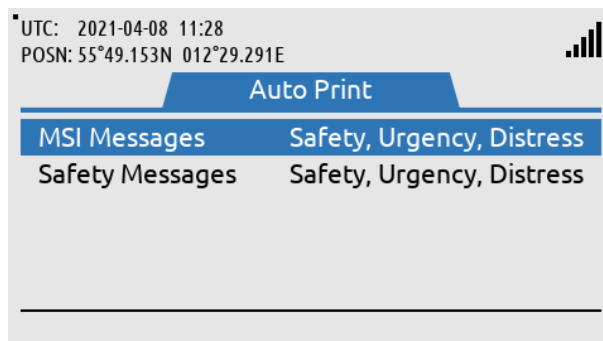 UTC: 2021-04-08 11:28
POSN: 55°49.153N 012°29.291E
Auto Print
MSI Messages Safety, Urgency, Distress
Safety Messages Safety, Urgency, Distress